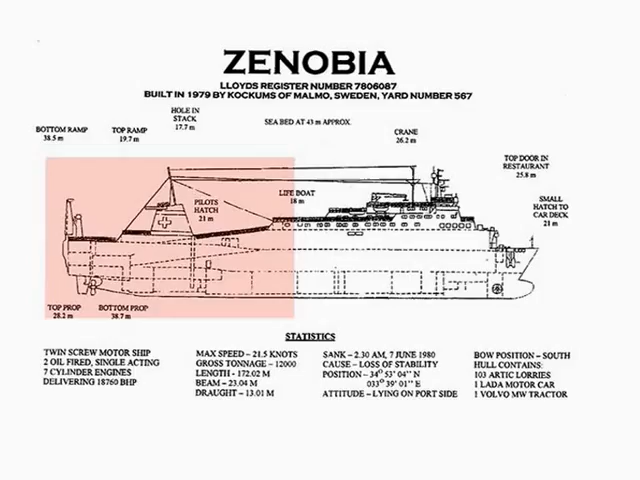 ZENOBIA
LLOYDS REGISTER NUMBER 7806087
BUILT IN 1979 BY KOCKUMS OF MALMO, SWEDEN, YARD NUMBER 567
HOLE IN
STACK
17.7 m
SEA BED AT 43 m APPROX.
BOTTOM RAMP
38.5 m
TOP RAMP
19.7 m
CRANE
26.2 m
TOP DOOR IN
RESTAURANT
25.8 m
PILOTS
HATCH
21 m
LIFE BOAT
18 m
SMALL
HATCH TO
CAR DECK
21 m
TOP PROP
28.2 m
BOTTOM PROP
38.7 m
STATISTICS
TWIN SCREW MOTOR SHIP
2 OIL FIRED, SINGLE ACTING
7 CYLINDER ENGINES
DELIVERING 18760 BHP
MAX SPEED – 21.5 KNOTS
GROSS TONNAGE – 12000
LENGTH - 172.02 M
BEAM – 23.04 M
DRAUGHT – 13.01 M
SANK – 2.30 AM, 7 JUNE 1980
CAUSE – LOSS OF STABILITY
POSITION – 34° 53' 04'' N
033° 39' 01'' E
ATTITUDE – LYING ON PORT SIDE
BOW POSITION – SOUTH
HULL CONTAINS:
103 ARTIC LORRIES
1 LADA MOTOR CAR
1 VOLVO MW TRACTOR